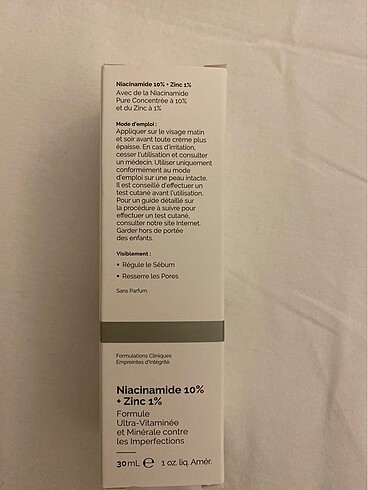 Niacinamide 10% + Zinc 1%
Avec de la Niacinamide
Pure Concentrée à 10%
et du Zinc à 1%
Mode d'emploi :
Appliquer sur le visage matin
et soir avant toute crème plus
épaisse. En cas d'irritation,
cesser l'utilisation et consulter
un médecin. Utiliser uniquement
conformément au mode
d'emploi sur une peau intacte.
Il est conseillé d'effectuer un
test cutané avant l'utilisation.
Pour un guide détaillé sur
la procédure à suivre pour
effectuer un test cutané,
consulter notre site Internet.
Garder hors de portée
des enfants.
Visiblement :
• Régule le Sébum
• Resserre les Pores
Sans Parfum.
Formulations Cliniques
Empreintes d'Intégrité.
Niacinamide 10%
+ Zinc 1%
Formule
Ultra-Vitaminée
et Minérale contre
les Imperfections
30 mL ℮ 1 oz. liq. Amér.